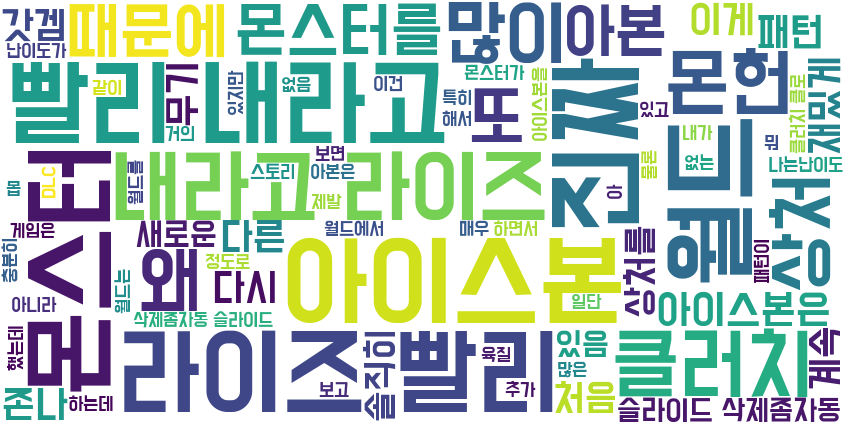 갓겜 때문에 몬스터를 많이 아본 이게 패턴
난이도가
빨리 내라고 또 진짜 몬헌 재밌게
같이 무기 있지만 없음 이건 몬스터가 특히 해서 아이스본을 있고 내가 뭔 클러치 클로
거의 없는
몬스터 내라고 라이즈 월드 상처
몹 DLC 월드를 스토리 보면 아본은 제발 아 물론 나는난이도
게임은 새로운 다른 월드에서 매우 하면서
충분히 월드는 왜 정도로 다시 아이스본 상처를 패턴이
아니라 일단 아이스본은
삭제좀자동 슬라이드
했는데 라이즈 솔직히 빨리 육질 있음 클러치 계속
많은
존나 하는데 보고 추가 처음 슬라이드 삭제좀자동